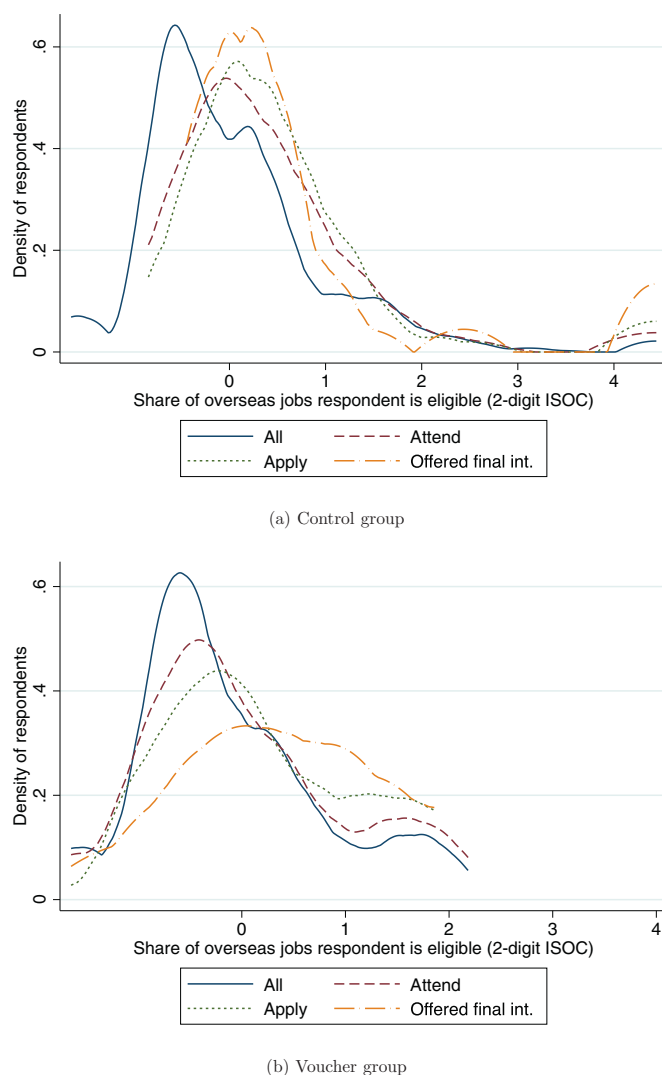 Density of respondents
.6
.4
.2
0
0 1 2 3 4
Share of overseas jobs respondent is eligible (2-digit ISOC)
All Attend
Apply Offered final int.
(a) Control group
Density of respondents
.6
.4
.2
0
0 1 2 3 4
Share of overseas jobs respondent is eligible (2-digit ISOC)
All Attend
Apply Offered final int.
(b) Voucher group